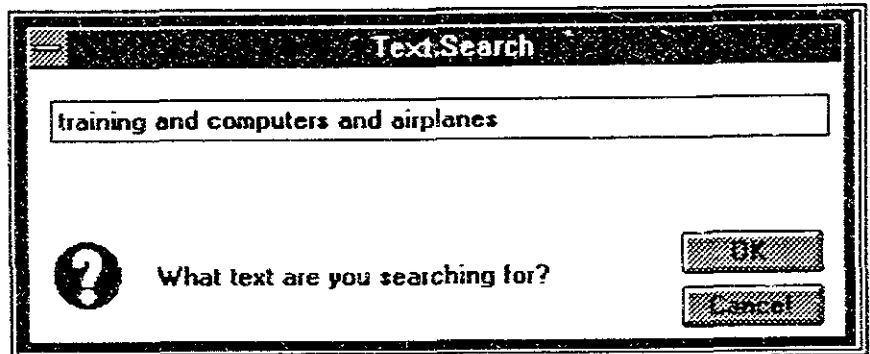 Text Search
training and computers and airplanes
What text are you searching for?
OK
Cancel